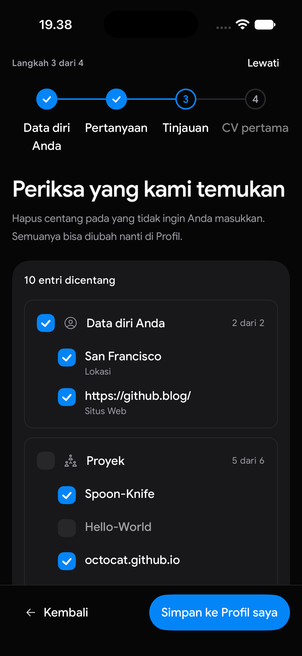 19.38
Langkah 3 dari 4
Lewati
3
4
Data diri
Anda
Pertanyaan
Tinjauan
CV pertama
Periksa yang kami temukan
Hapus centang pada yang tidak ingin Anda masukkan.
Semuanya bisa diubah nanti di Profil.
10 entri dicentang
Data diri Anda
2 dari 2
San Francisco
Lokasi
https://github.blog/
Situs Web
Proyek
5 dari 6
Spoon-Knife
Hello-World
octocat.github.io
← Kembali
Simpan ke Profil saya